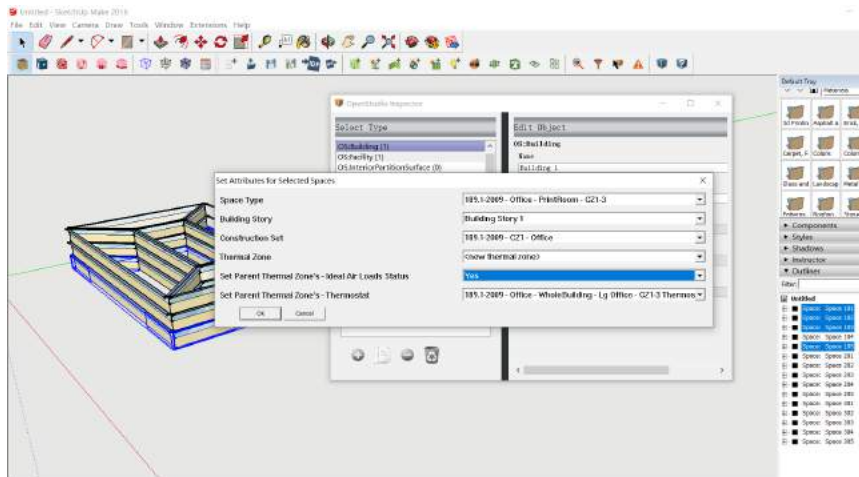 Untitled - SketchUp Make 2016
File Edit View Camera Draw Tools Window Extensions Help
Default Tray
Materials
OpenStudio Inspector
Select Type
Edit Object
OS:Building (1)
OS:Facility (1)
OS:InteriorPartitionSurface (0)
OS:Building
Name
Building 1
Set Attributes for Selected Spaces
Space Type
189.1-2009 - Office - PrintRoom - CZ1-3
Building Story
Building Story 1
Construction Set
189.1-2009 - CZ1 - Office
Thermal Zone
<new thermal zone>
Set Parent Thermal Zone's - Ideal Air Loads Status
Yes
Set Parent Thermal Zone's - Thermostat
189.1-2009 - Office - WholeBuilding - Lg Office - CZ1-3 Thermos
Ok
Cancel
Carpet, F
Colors
Metal
Components
Styles
Shadows
Instructor
Outliner
Filter:
Untitled
Space: Space 101
Space: Space 102
Space: Space 103
Space: Space 104
Space: Space 105
Space: Space 201
Space: Space 202
Space: Space 203
Space: Space 204
Space: Space 205
Space: Space 301
Space: Space 302
Space: Space 303
Space: Space 304
Space: Space 305